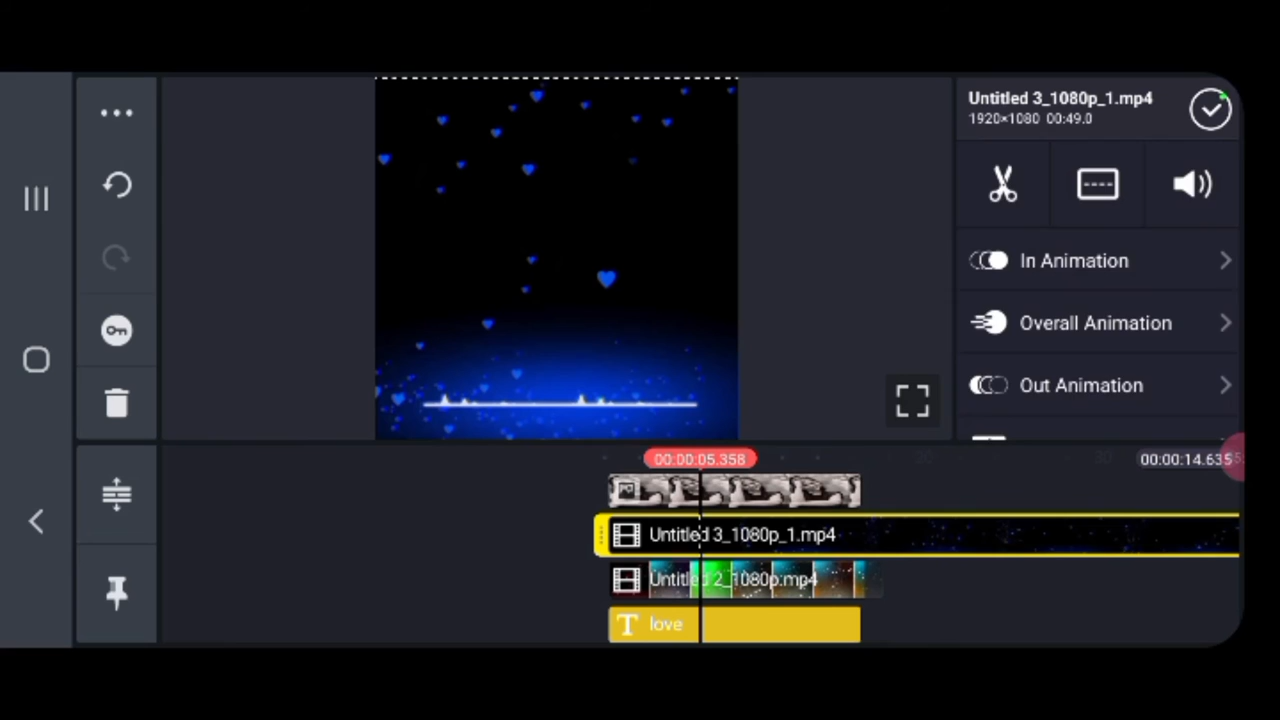 Untitled 3_1080p_1.mp4
1920×1080 00:49.0
In Animation
Overall Animation
Out Animation
00:00:05.358
00:00:14.635
Untitled 3_1080p_1.mp4
Untitled 2_1080p.mp4
T love